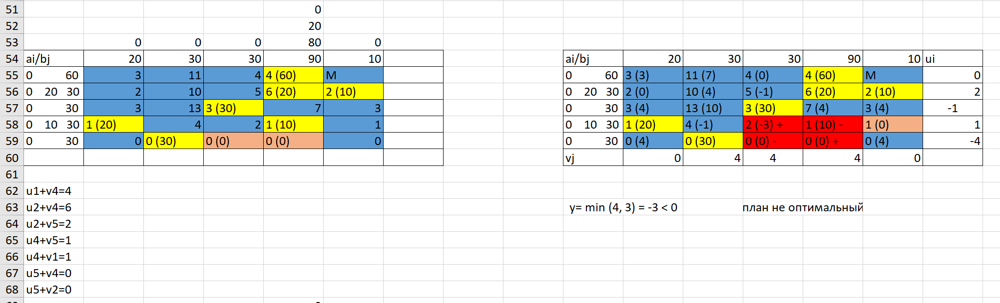 51 0
52 20
53 0 0 0 80 0
54 ai/bj 20 30 30 90 10 ai/bj 20 30 30 90 10 ui
55 0 60 3 11 4 4 (60) M 0 60 3 (3) 11 (7) 4 (0) 4 (60) M 0
56 0 20 30 2 10 5 6 (20) 2 (10) 0 20 30 2 (0) 10 (4) 5 (-1) 6 (20) 2 (10) 2
57 0 30 3 13 3 (30) 7 3 0 30 3 (4) 13 (10) 3 (30) 7 (4) 3 (4) -1
58 0 10 30 1 (20) 4 2 1 (10) 1 0 10 30 1 (20) 4 (-1) 2 (-3) + 1 (10) - 1 (0) 1
59 0 30 0 0 (30) 0 (0) 0 (0) 0 0 30 0 (4) 0 (30) 0 (0) - 0 (0) + 0 (4) -4
60 vj 0 4 4 4 0
61
62 u1+v4=4
63 u2+v4=6 y= min (4, 3) = -3 < 0 план не оптимальный
64 u2+v5=2
65 u4+v5=1
66 u4+v1=1
67 u5+v4=0
68 u5+v2=0